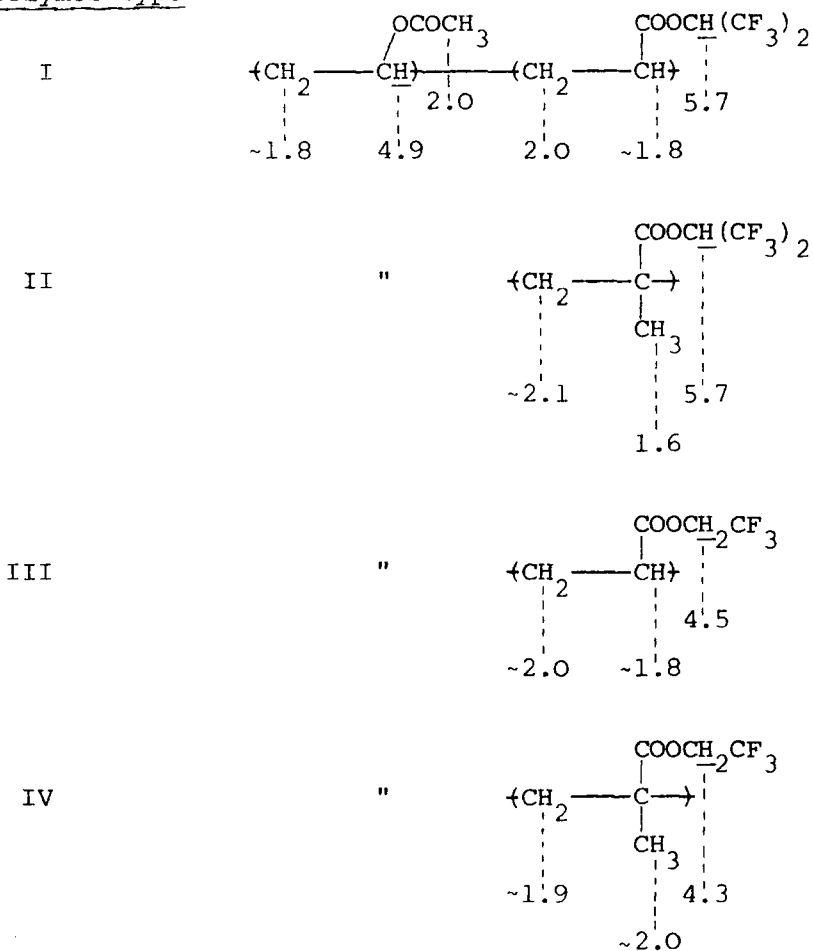 I
OCOCH3 COOCH(CF3)2
(CH2 CH) (CH2 CH)
2.0 5.7
~1.8 4.9 2.0 ~1.8
COOCH(CF3)2
II " (CH2 C )
CH3
~2.1 5.7
1.6
COOCH2CF3
III " (CH2 CH)
4.5
~2.0 ~1.8
COOCH2CF3
IV " (CH2 C )
CH3
~1.9 4.3
~2.0